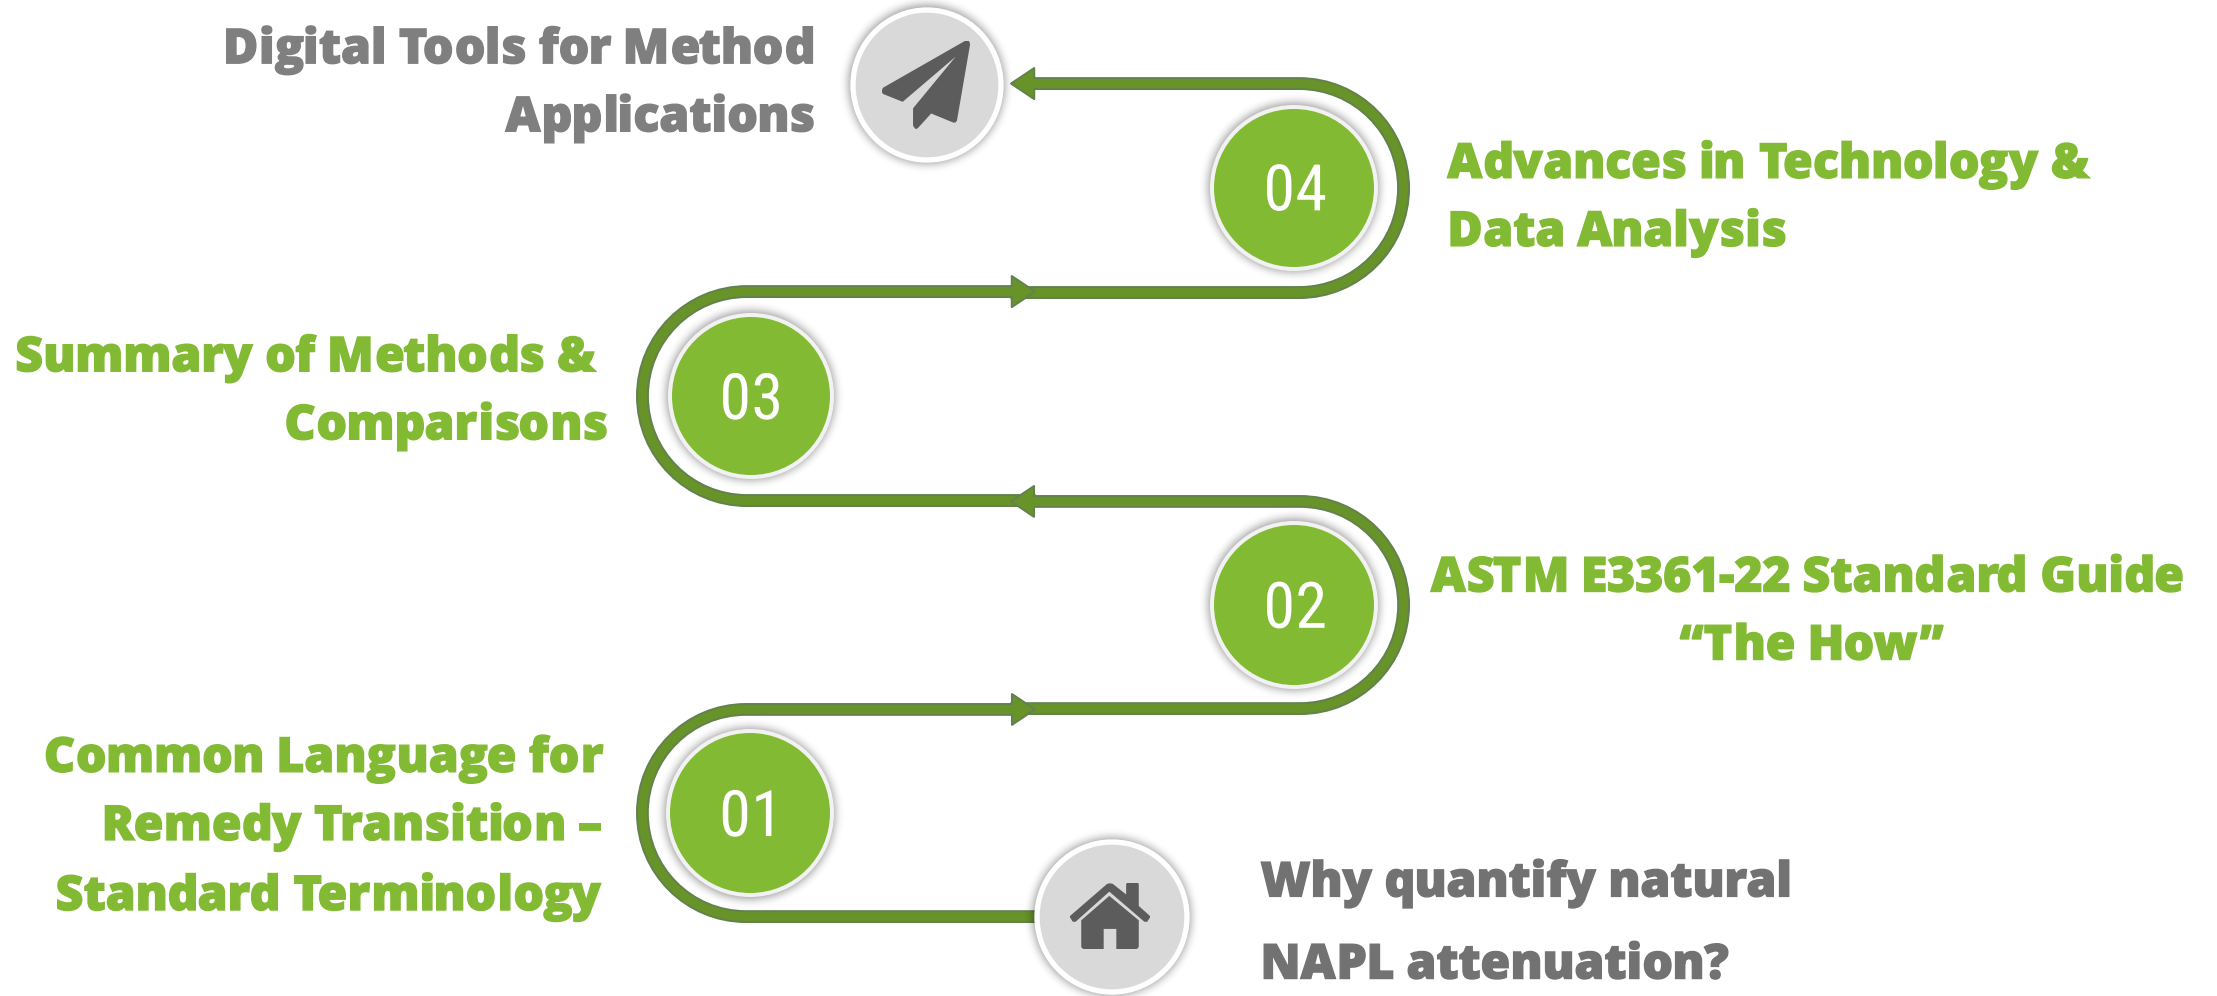 Digital Tools for Method
Applications
04
Advances in Technology &
Data Analysis
Summary of Methods &
Comparisons
03
02
ASTM E3361-22 Standard Guide
“The How”
Common Language for
Remedy Transition –
Standard Terminology
01
Why quantify natural
NAPL attenuation?